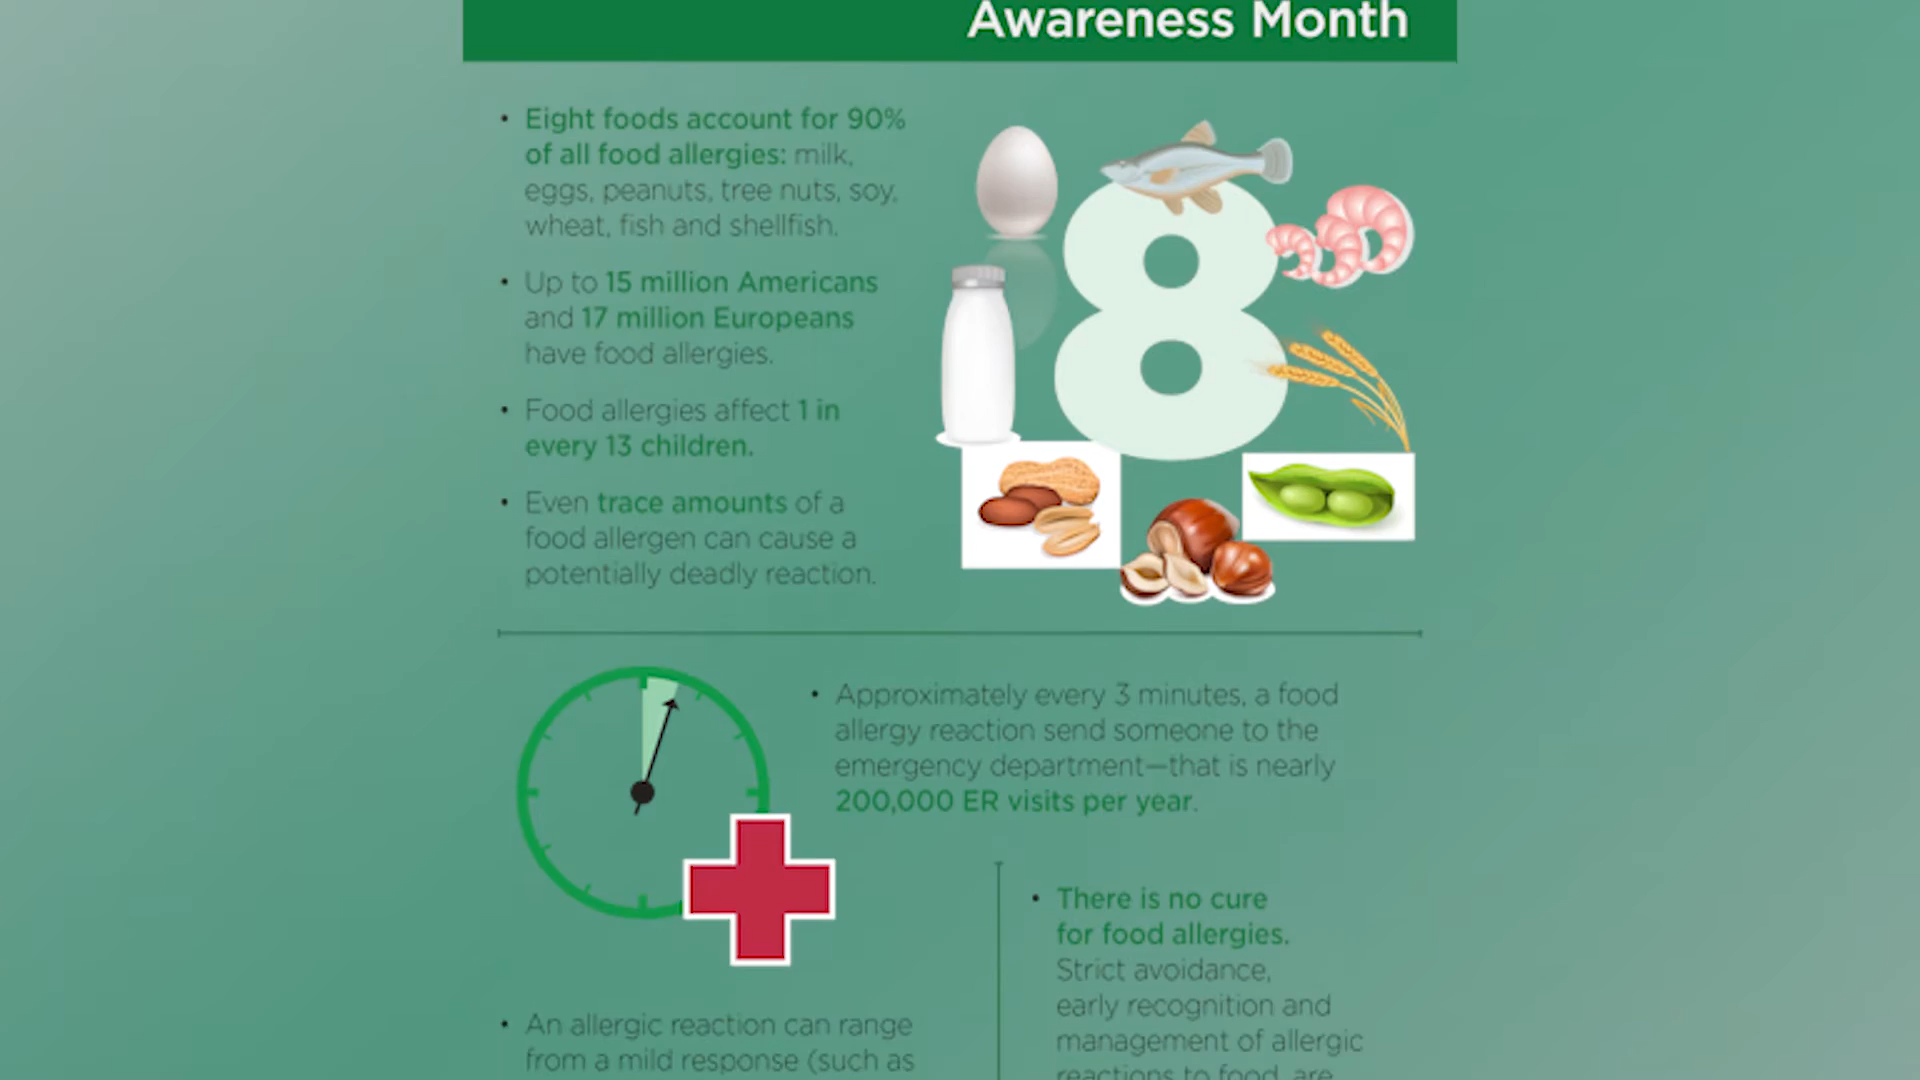 Awareness Month
• Eight foods account for 90%
of all food allergies: milk,
eggs, peanuts, tree nuts, soy,
wheat, fish and shellfish.
• Up to 15 million Americans
and 17 million Europeans
have food allergies.
• Food allergies affect 1 in
every 13 children.
• Even trace amounts of a
food allergen can cause a
potentially deadly reaction.
8
• Approximately every 3 minutes, a food
allergy reaction send someone to the
emergency department—that is nearly
200,000 ER visits per year.
• There is no cure
for food allergies.
Strict avoidance,
early recognition and
management of allergic
reactions to food, are
• An allergic reaction can range
from a mild response (such as